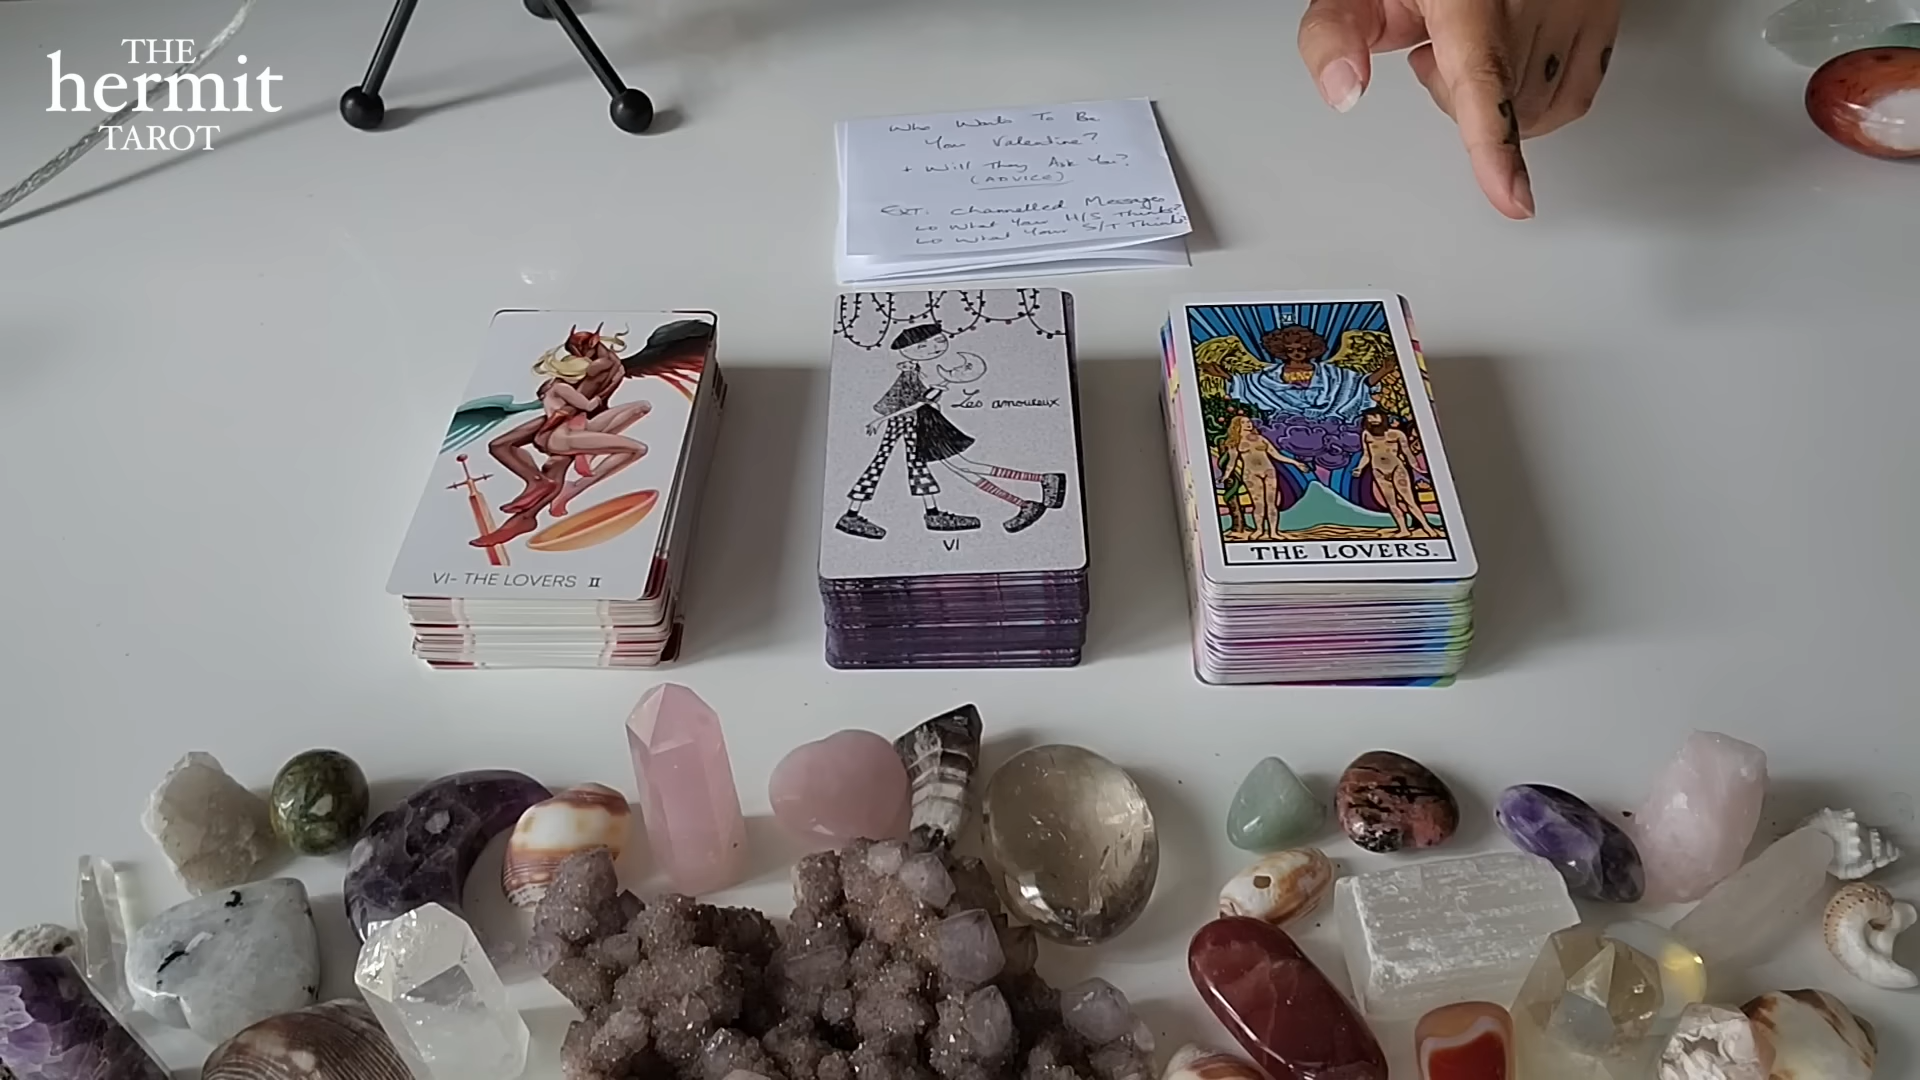 THE
hermit
TAROT
Who Wants To Be
Your Valentine?
+ Will They Ask You?
(ADVICE)
EXT. Channelled Messages
↳ What Your H/S Thinks?
↳ What Your S/T Thinks?
VI- THE LOVERS II
Les amoureux
VI
VI
THE LOVERS.